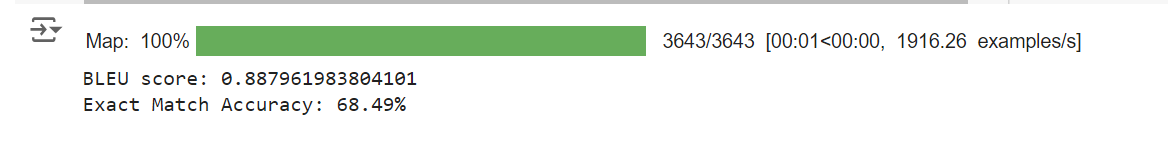 Map: 100% 3643/3643 [00:01<00:00, 1916.26 examples/s]
BLEU score: 0.887961983804101
Exact Match Accuracy: 68.49%